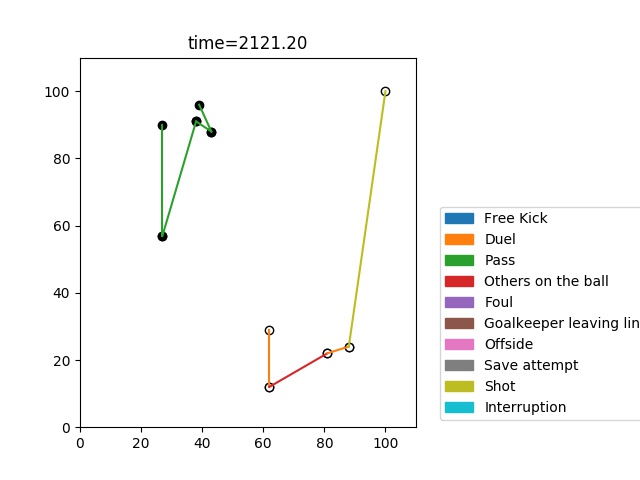 time=2121.20
100
80
60
40
20
0
0 20 40 60 80 100
Free Kick
Duel
Pass
Others on the ball
Foul
Goalkeeper leaving lin
Offside
Save attempt
Shot
Interruption